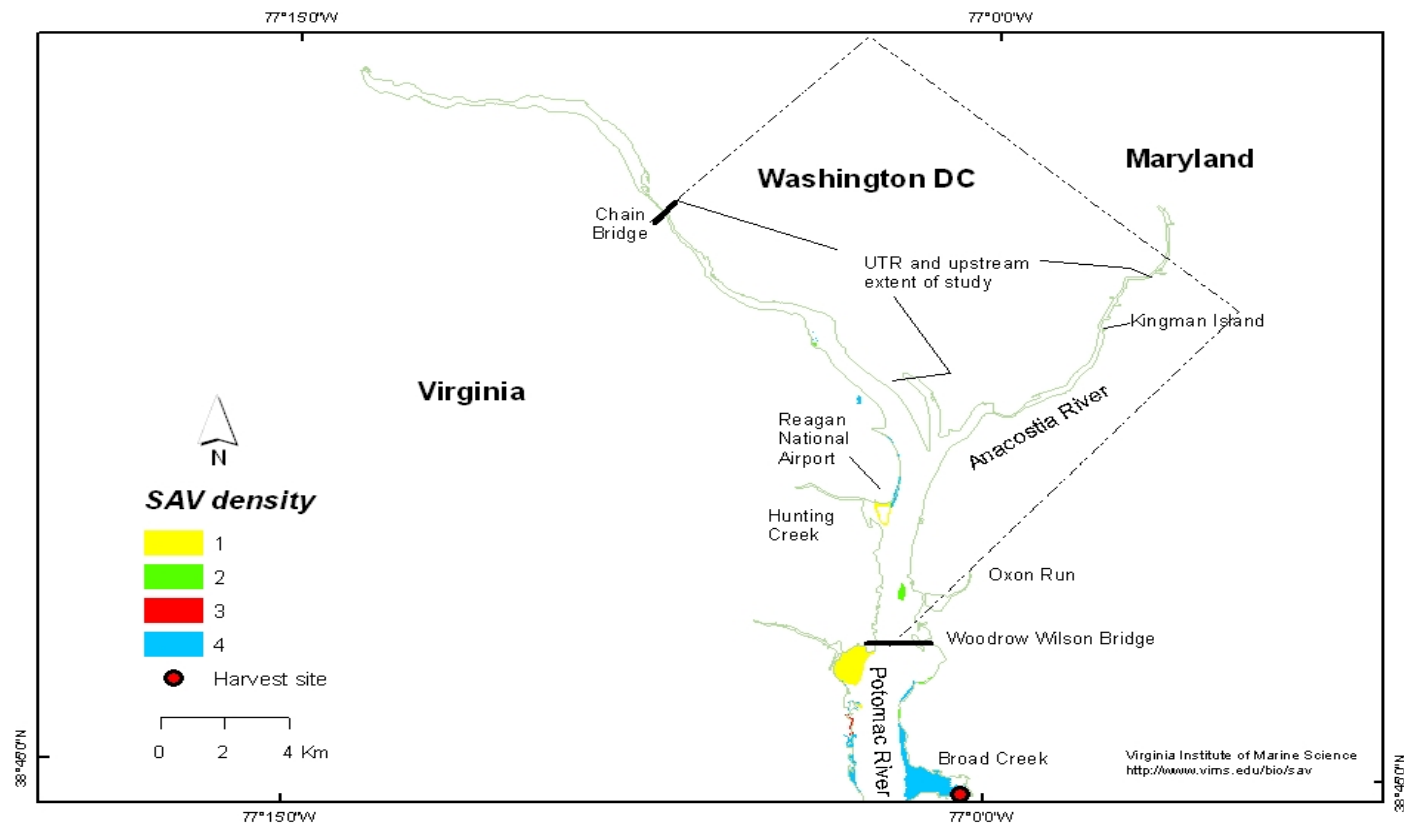 77°15'0"W
77°0'0"W
Maryland
Washington DC
Chain
Bridge
UTR and upstream
extent of study
Kingman Island
Virginia
Anacostia River
Reagan
National
Airport
N
SAV density
Hunting
Creek
1
2
Oxon Run
3
4
Woodrow Wilson Bridge
Harvest site
Potomac River
0 2 4 Km
Broad Creek
Virginia Institute of Marine Science
http://www.vims.edu/bio/sav
38°45'0"N
38°45'0"N
77°15'0"W
77°0'0"W